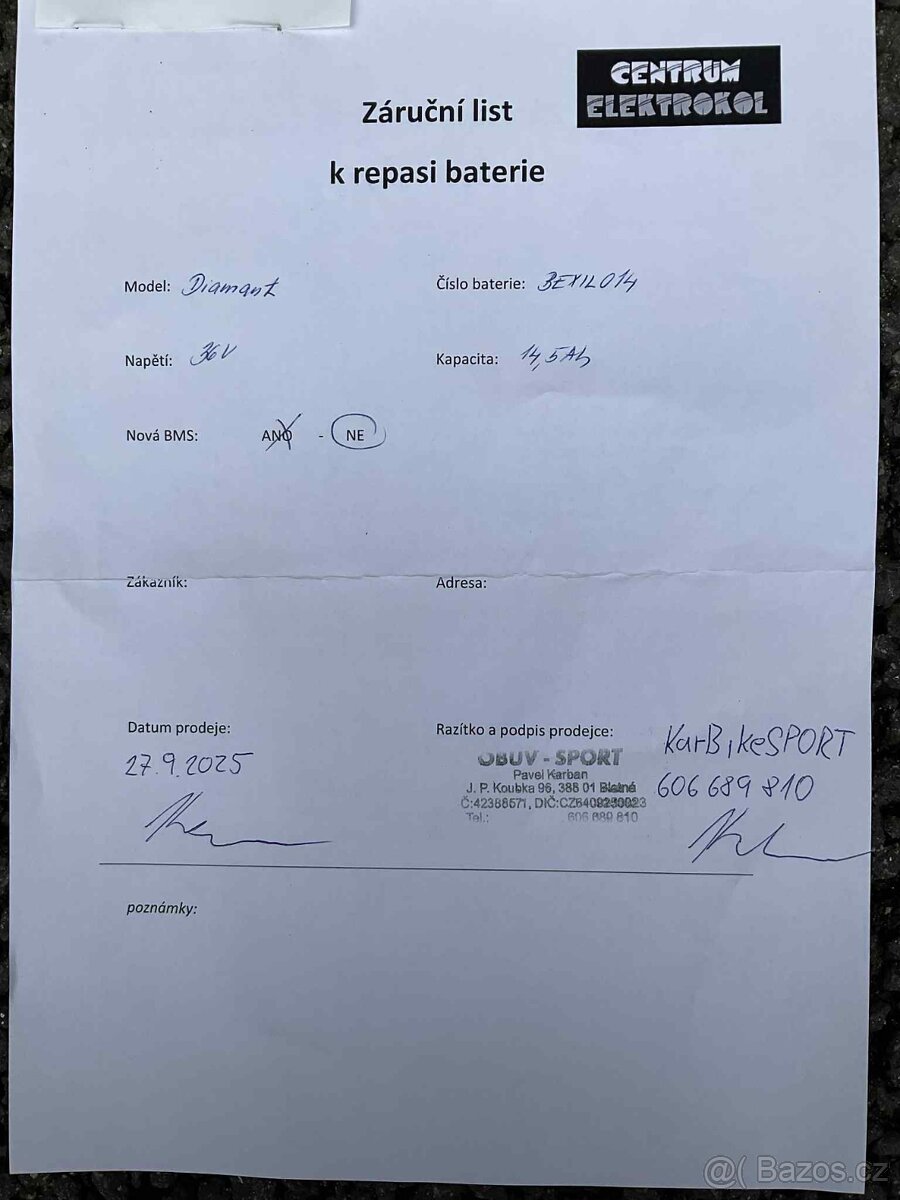 CENTRUM
ELEKTROKOL
Záruční list
k repasi baterie
Model: Diamant
Číslo baterie: BEXIL014
Napětí: 36V
Kapacita: 14,5Ah
Nová BMS: ANO - NE
Zákazník:
Adresa:
Datum prodeje:
27.9.2025
Razítko a podpis prodejce:
KarBikeSPORT
606 689 810
OBUV - SPORT
Pavel Karban
J. P. Koubka 96, 388 01 Blatná
Tel.: 606 689 810
poznámky:
@( Bazos.cz